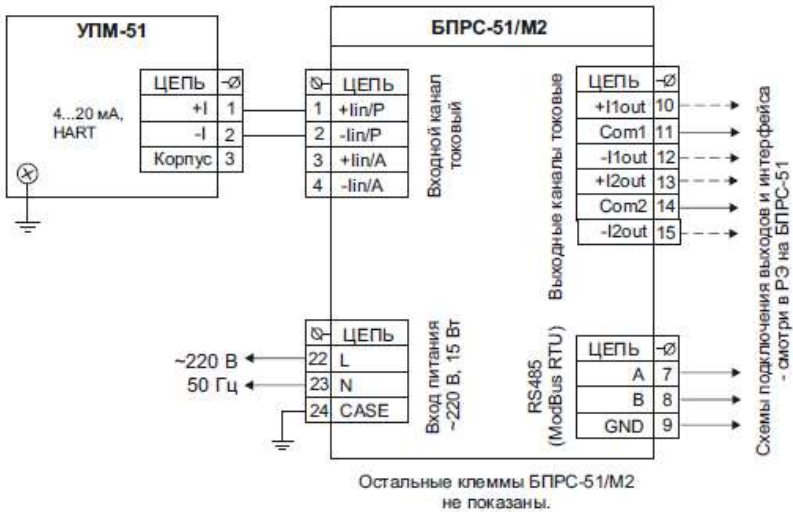 УПМ-51
4...20 мА,
HART
ЦЕПЬ
+I 1
-I 2
Корпус 3
БПРС-51/М2
ЦЕПЬ
1 +Iin/P
2 -Iin/P
3 +Iin/A
4 -Iin/A
Входной канал
токовый
Выходные каналы токовые
ЦЕПЬ
+I1out 10
Com1 11
-I1out 12
+I2out 13
Com2 14
-I2out 15
~220 В
50 Гц
ЦЕПЬ
22 L
23 N
24 CASE
Вход питания
~220 В, 15 Вт
RS485
(ModBus RTU)
ЦЕПЬ
A 7
B 8
GND 9
Схемы подключения выходов и интерфейса
- смотри в РЭ на БПРС-51
Остальные клеммы БПРС-51/М2
не показаны.